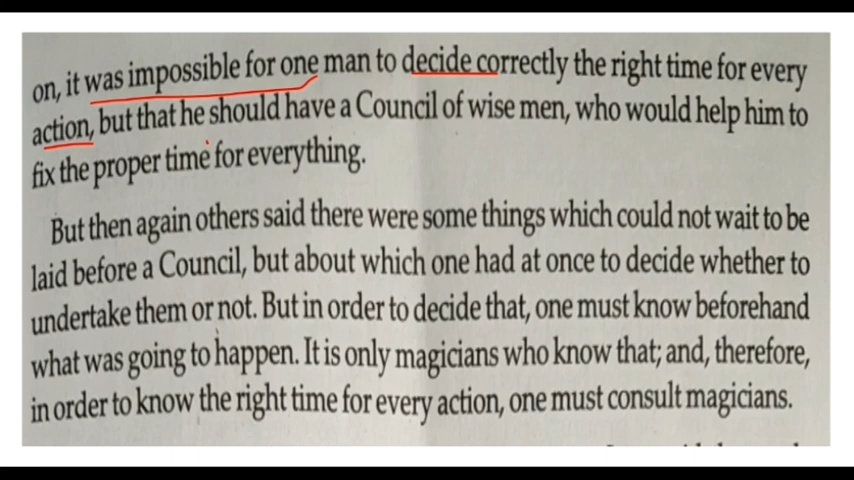 on, it was impossible for one man to decide correctly the right time for every
action, but that he should have a Council of wise men, who would help him to
fix the proper time for everything.
But then again others said there were some things which could not wait to be
laid before a Council, but about which one had at once to decide whether to
undertake them or not. But in order to decide that, one must know beforehand
what was going to happen. It is only magicians who know that; and, therefore,
in order to know the right time for every action, one must consult magicians.